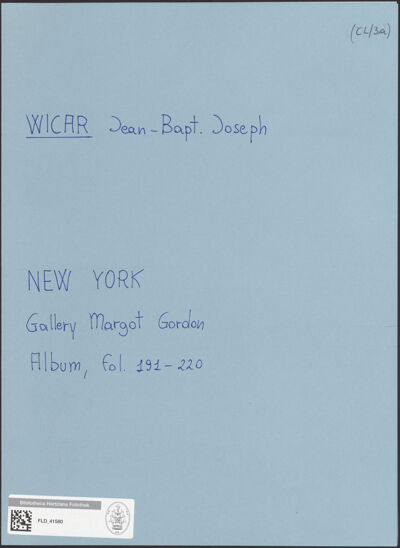 (CL/3a)
WICAR Jean-Bapt. Joseph
NEW YORK
Gallery Margot Gordon
Album, fol. 191-220
Bibliotheca Hertziana Fotothek
FLD_41580